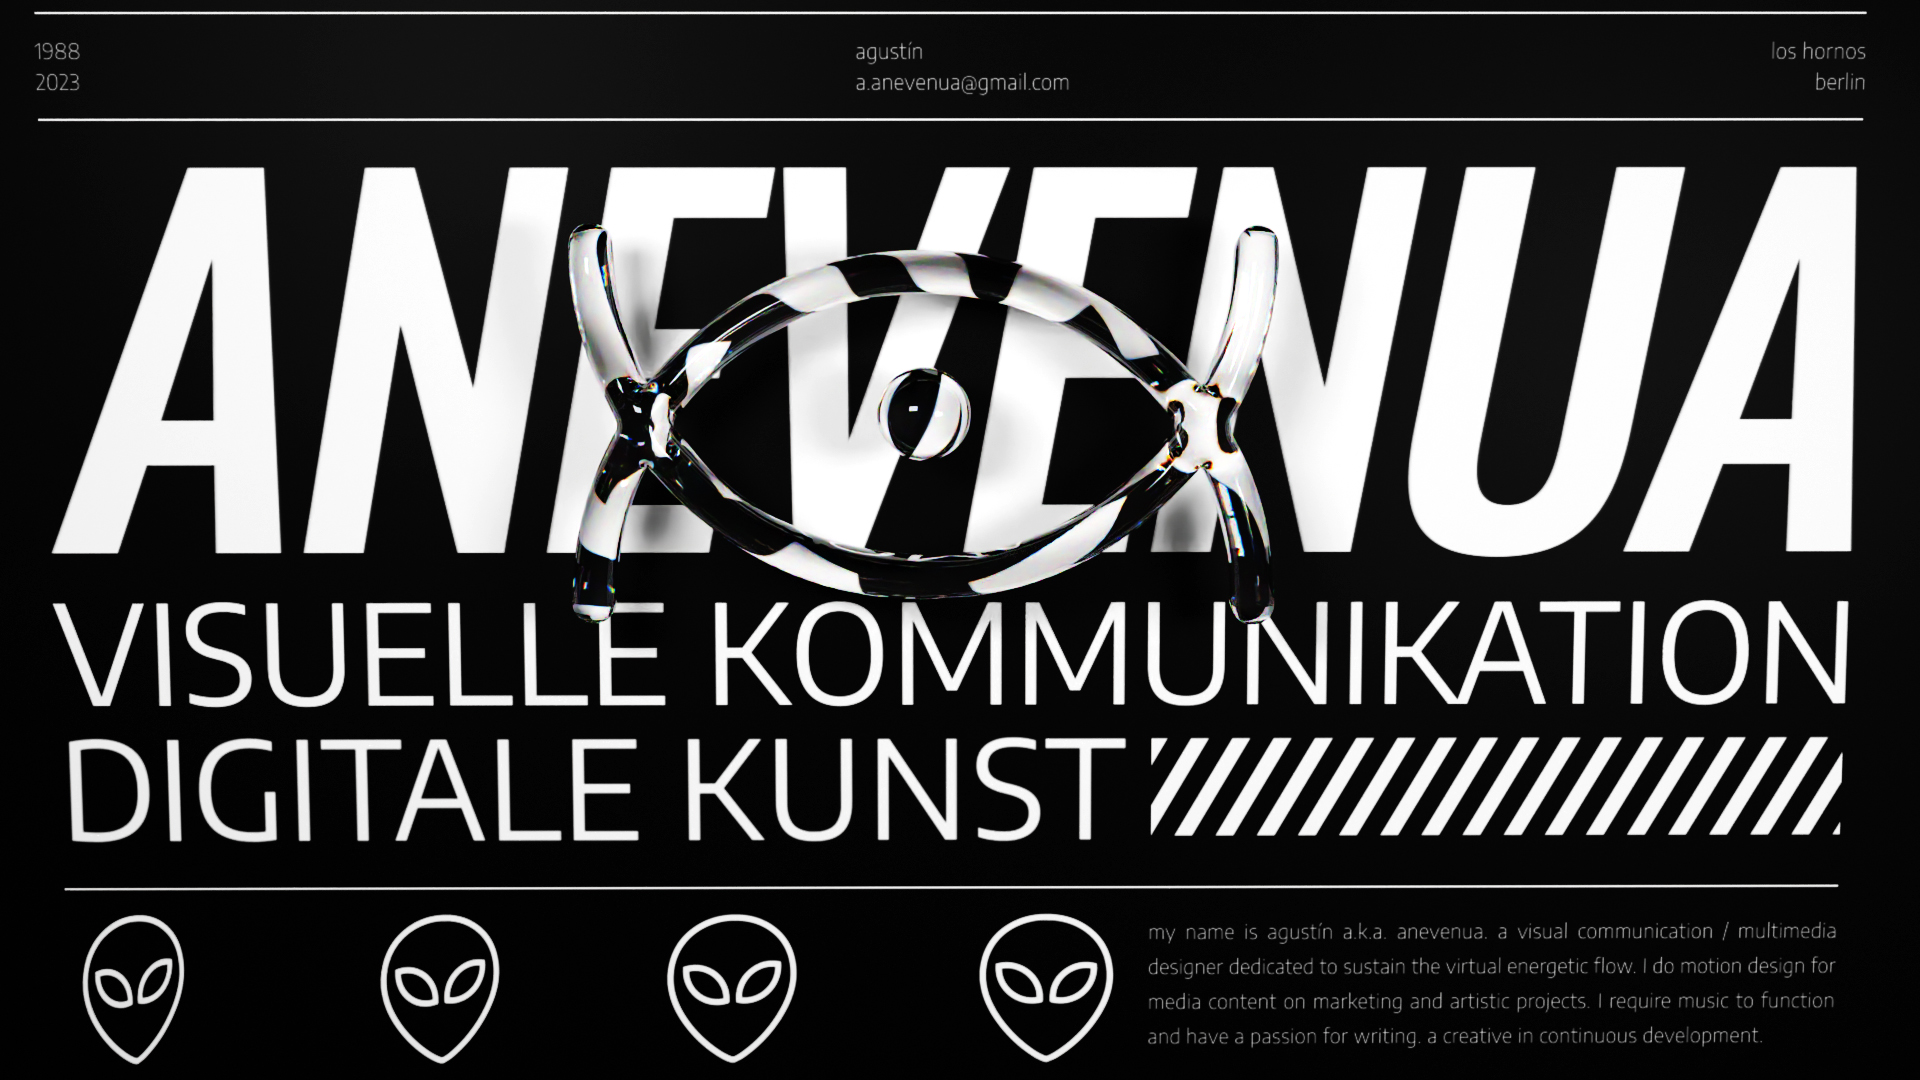 1988
2023
agustín
a.anevenua@gmail.com
los hornos
berlin
ANEVENUA
VISUELLE KOMMUNIKATION
DIGITALE KUNST
my name is agustín a.k.a. anevenua. a visual communication / multimedia
designer dedicated to sustain the virtual energetic flow. I do motion design for
media content on marketing and artistic projects. I require music to function
and have a passion for writing. a creative in continuous development.